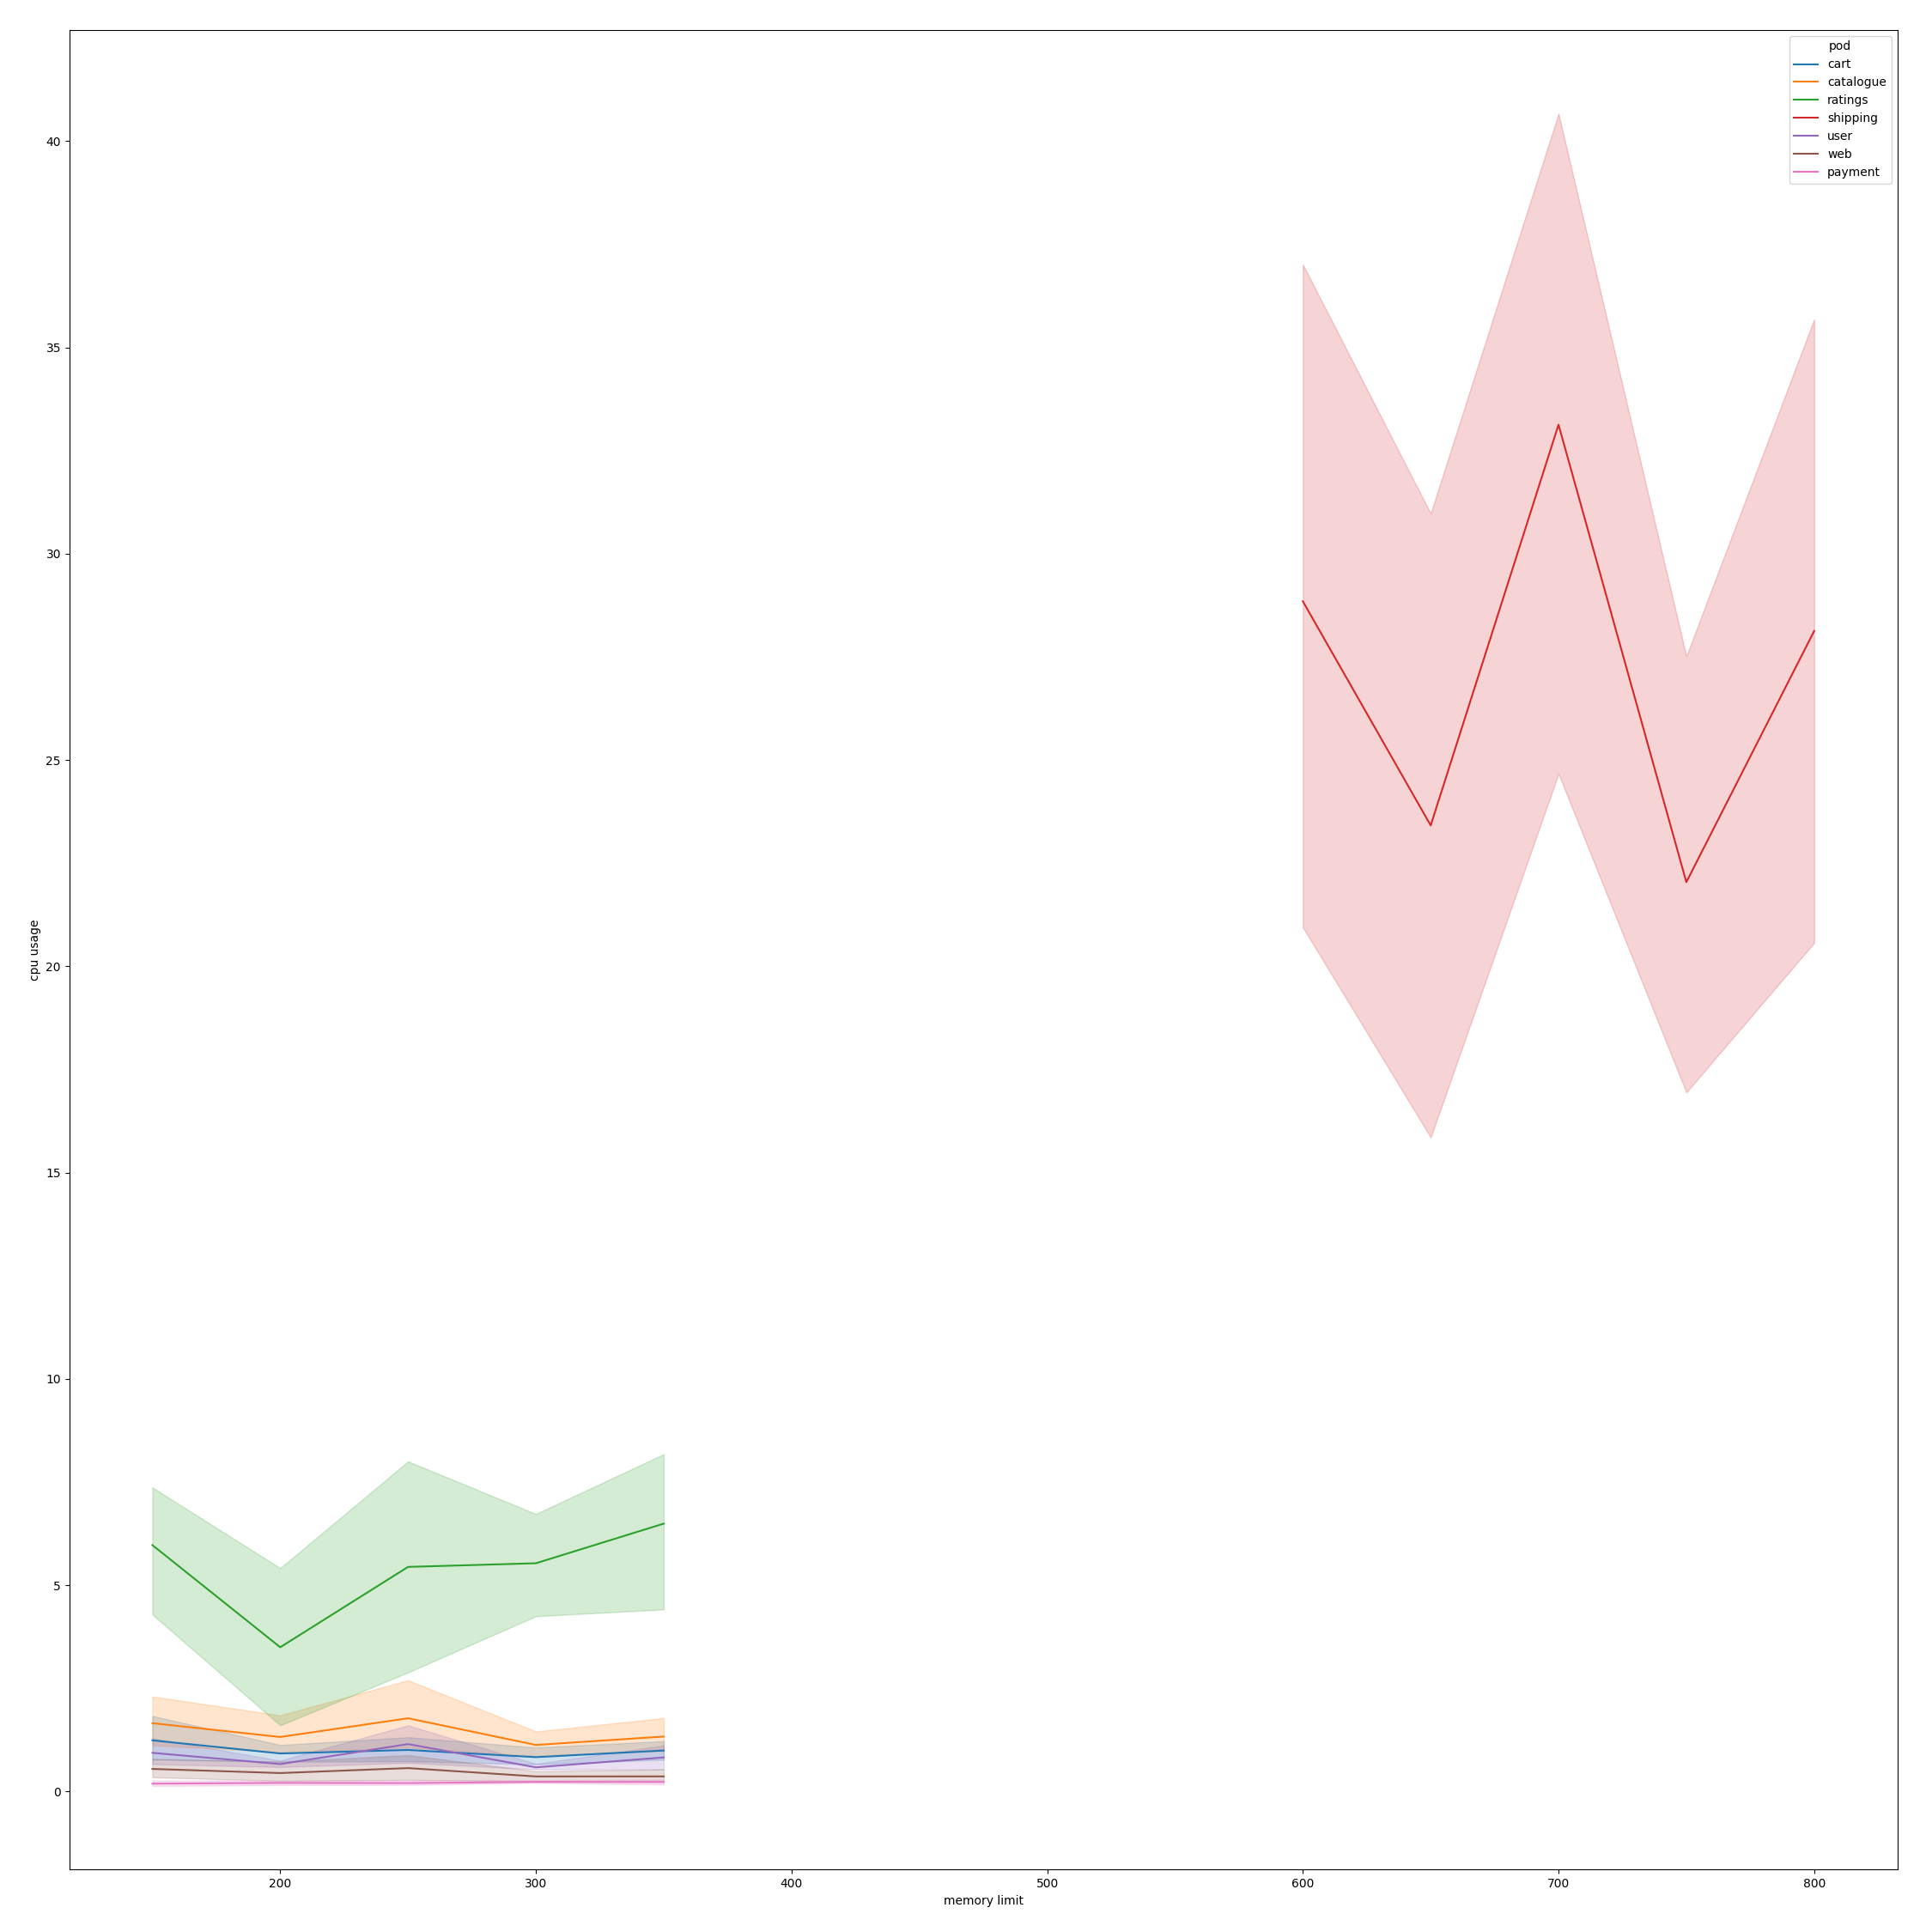 pod
cart
catalogue
ratings
shipping
user
web
payment
40
35
30
25
20
15
10
5
0
cpu usage
200 300 400 500 600 700 800
memory limit